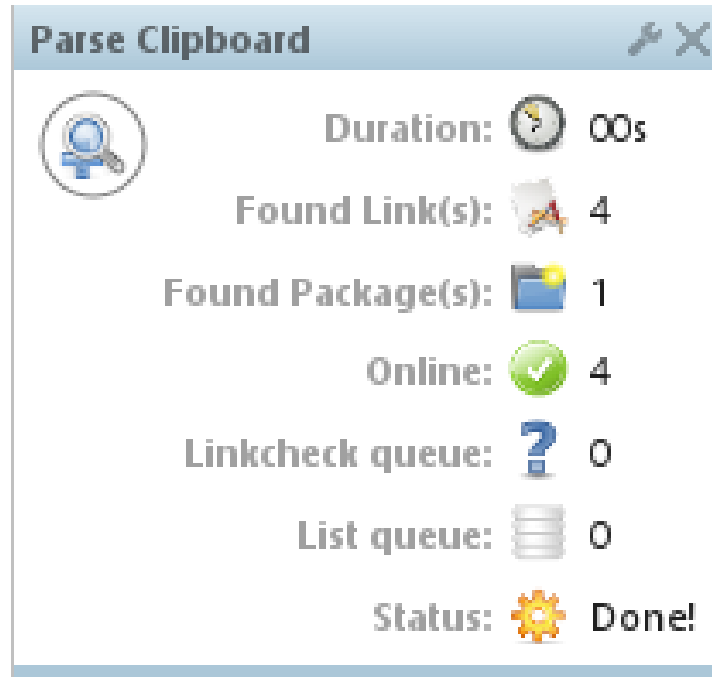 Parse Clipboard
Duration: 00s
Found Link(s): 4
Found Package(s): 1
Online: 4
Linkcheck queue: 0
List queue: 0
Status: Done!